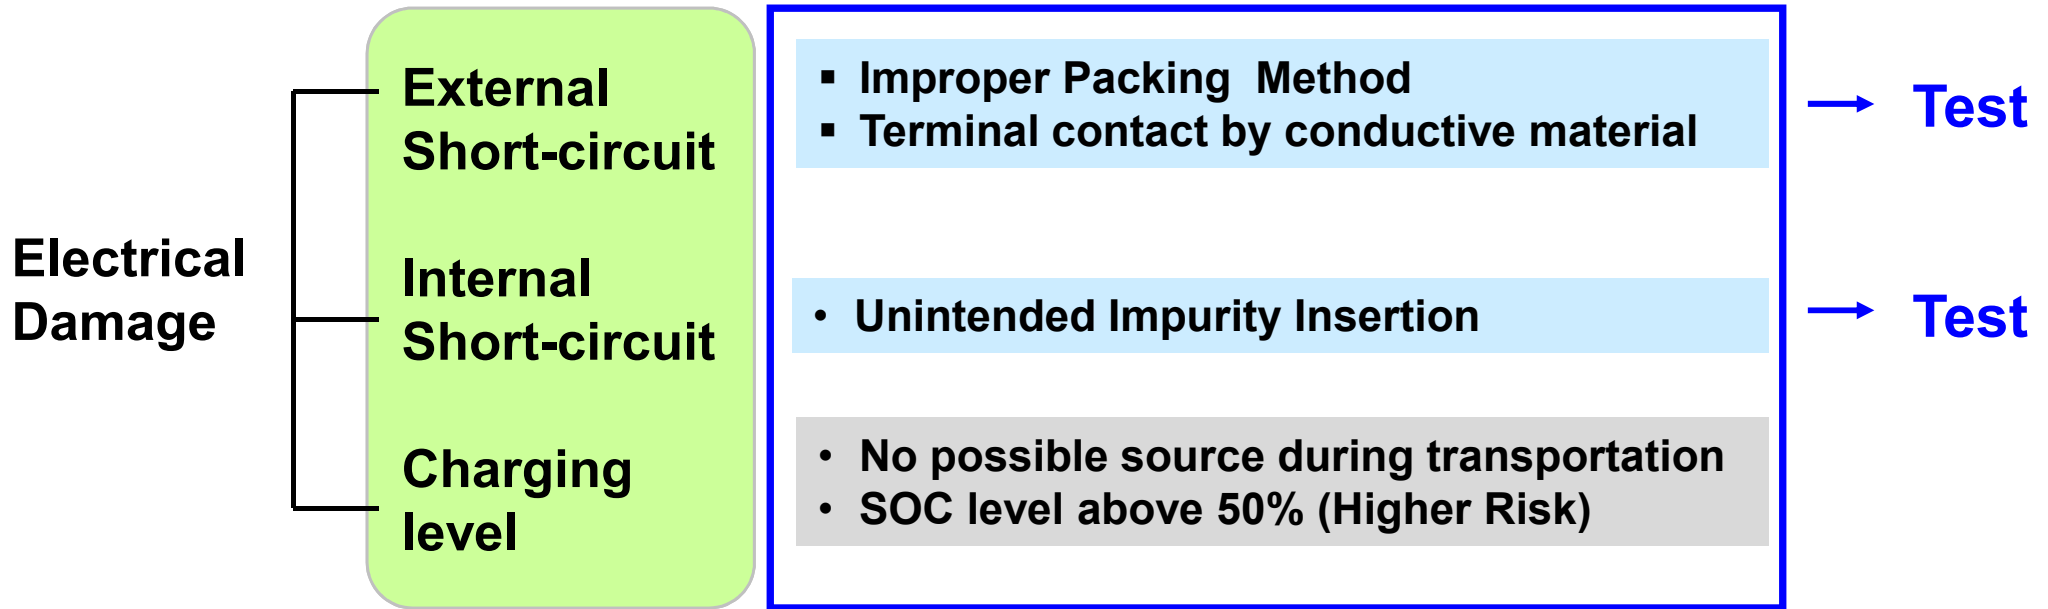 Electrical
Damage
External
Short-circuit
▪ Improper Packing  Method
▪ Terminal contact by conductive material
Test
Internal
Short-circuit
• Unintended Impurity Insertion
Test
Charging
level
• No possible source during transportation
• SOC level above 50% (Higher Risk)